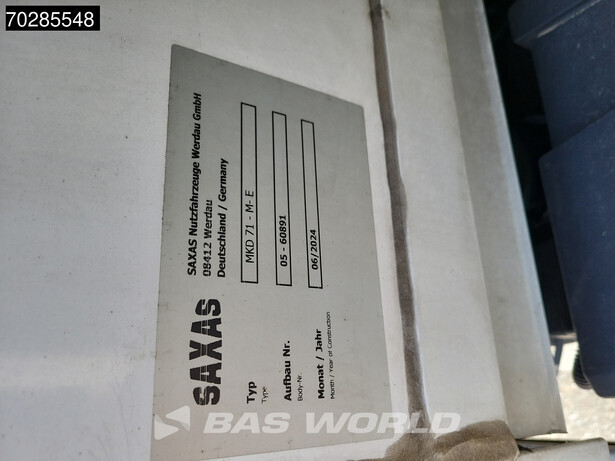 70285548
SAXAS
SAXAS Nutzfahrzeuge Werdau GmbH
08412 Werdau
Deutschland / Germany
Typ
Type
MKD 71 - M- E
Aufbau Nr.
Body-Nr.
05 - 60891
Monat / Jahr
Month / Year of Construction
06/2024
BAS WORLD